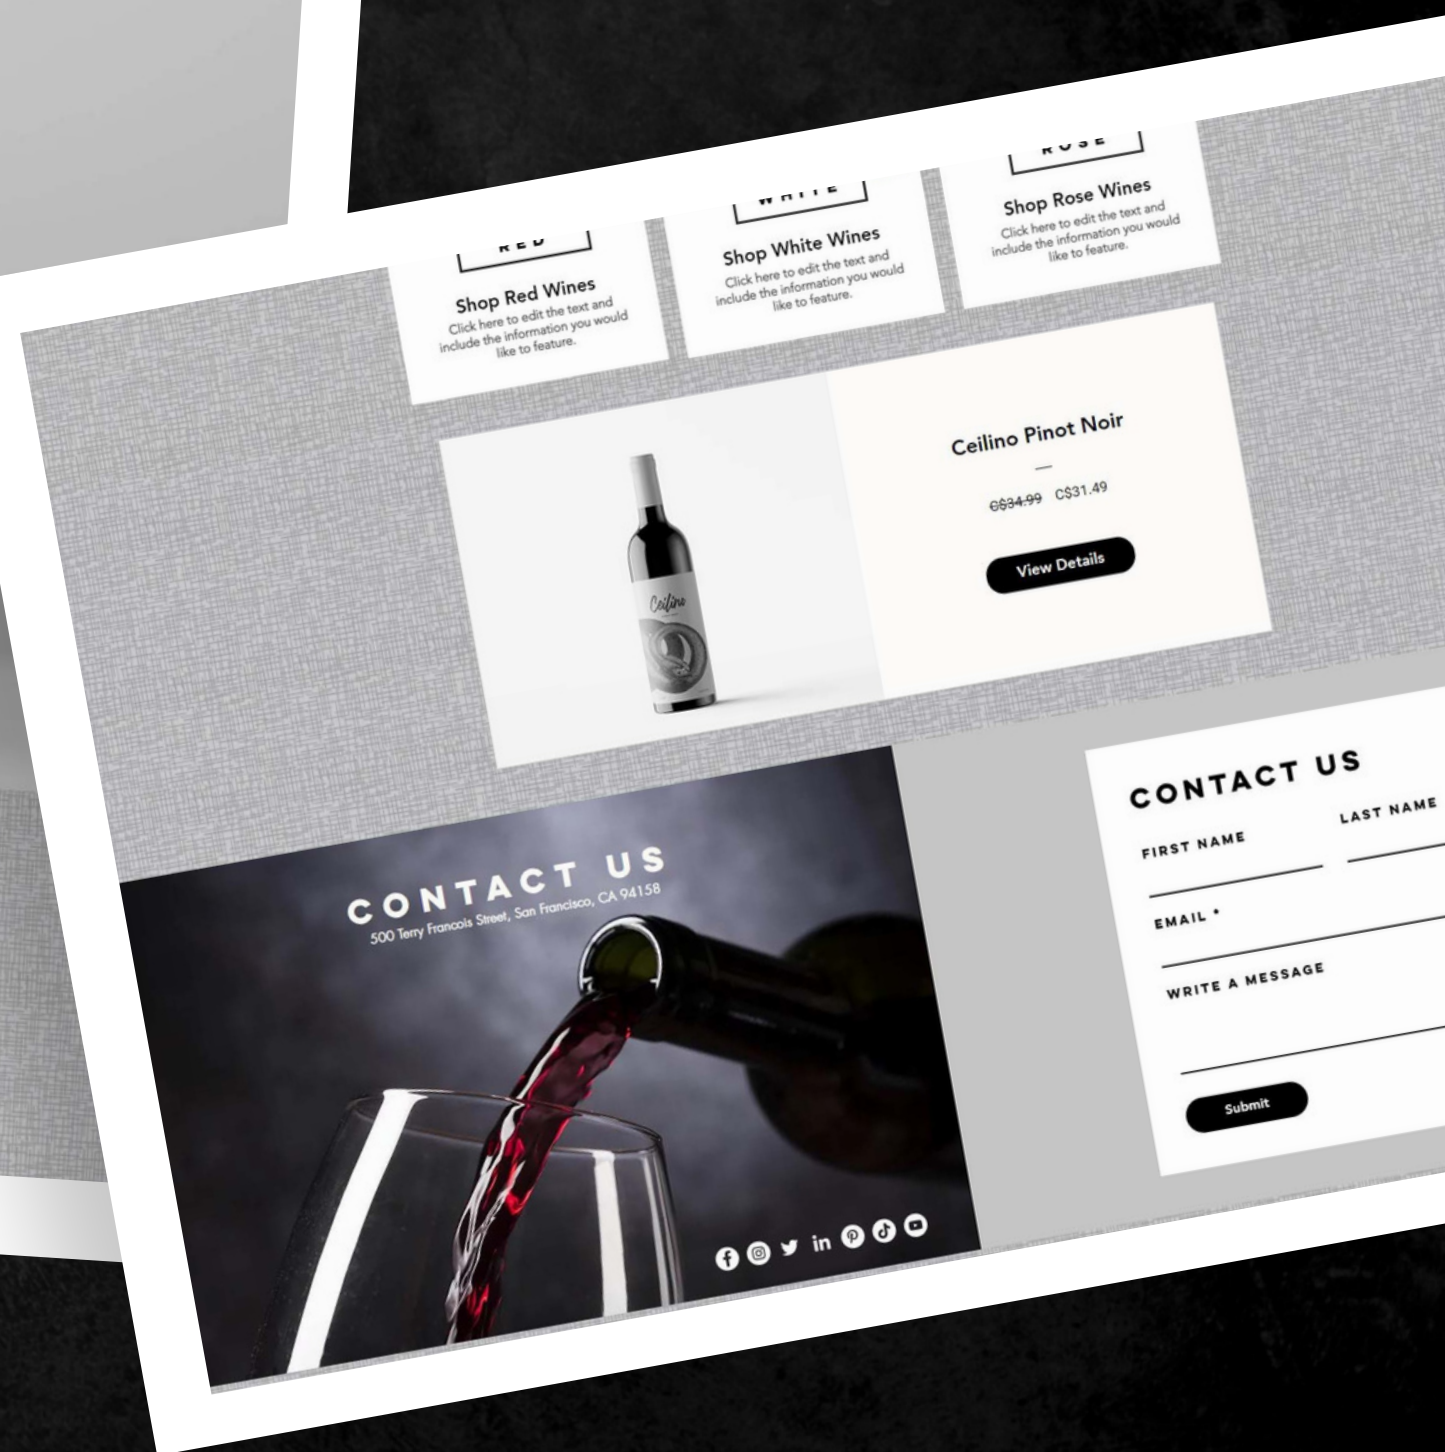 RED
Shop Red Wines
Click here to edit the text and
include the information you would
like to feature.
WHITE
Shop White Wines
Click here to edit the text and
include the information you would
like to feature.
ROSE
Shop Rose Wines
Click here to edit the text and
include the information you would
like to feature.
Ceilino
Ceilino Pinot Noir
C$34.99 C$31.49
View Details
CONTACT US
500 Terry Francois Street, San Francisco, CA 94158
CONTACT US
FIRST NAME
LAST NAME
EMAIL *
WRITE A MESSAGE
Submit